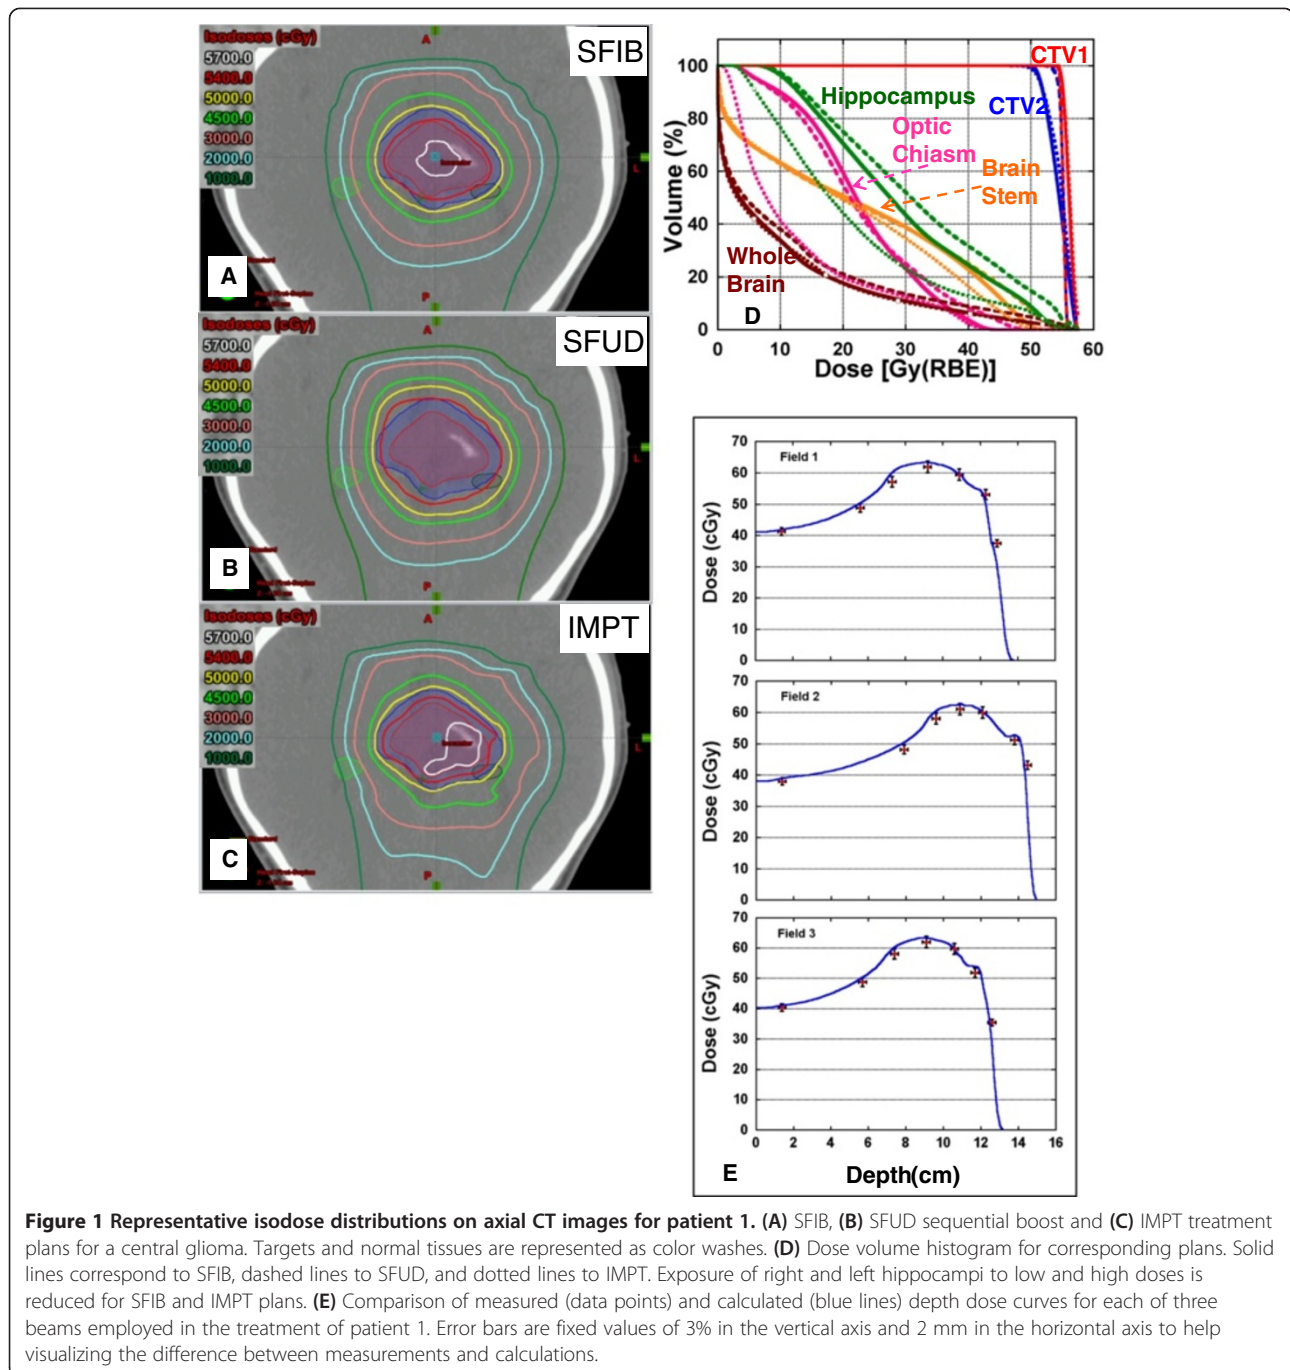 Isodoses (cGy)
5700.0
5400.0
5000.0
4500.0
3000.0
2000.0
1000.0
A
SFIB
L
P
A
Isodoses (cGy)
5700.0
5400.0
5000.0
4500.0
3000.0
2000.0
1000.0
A
SFUD
L
P
B
Isodoses (cGy)
5700.0
5400.0
5000.0
4500.0
3000.0
2000.0
1000.0
A
IMPT
L
P
C
Volume (%)
100
80
60
40
20
0
CTV1
CTV2
Hippocampus
Optic
Chiasm
Brain
Stem
Whole
Brain
D
0 10 20 30 40 50 60
Dose [Gy(RBE)]
Field 1
Dose (cGy)
70
60
50
40
30
20
10
0
Field 2
Dose (cGy)
70
60
50
40
30
20
10
0
Field 3
Dose (cGy)
70
60
50
40
30
20
10
0
0 2 4 6 8 10 12 14 16
E
Depth(cm)
Figure 1 Representative isodose distributions on axial CT images for patient 1. (A) SFIB, (B) SFUD sequential boost and (C) IMPT treatment
plans for a central glioma. Targets and normal tissues are represented as color washes. (D) Dose volume histogram for corresponding plans. Solid
lines correspond to SFIB, dashed lines to SFUD, and dotted lines to IMPT. Exposure of right and left hippocampi to low and high doses is
reduced for SFIB and IMPT plans. (E) Comparison of measured (data points) and calculated (blue lines) depth dose curves for each of three
beams employed in the treatment of patient 1. Error bars are fixed values of 3% in the vertical axis and 2 mm in the horizontal axis to help
visualizing the difference between measurements and calculations.